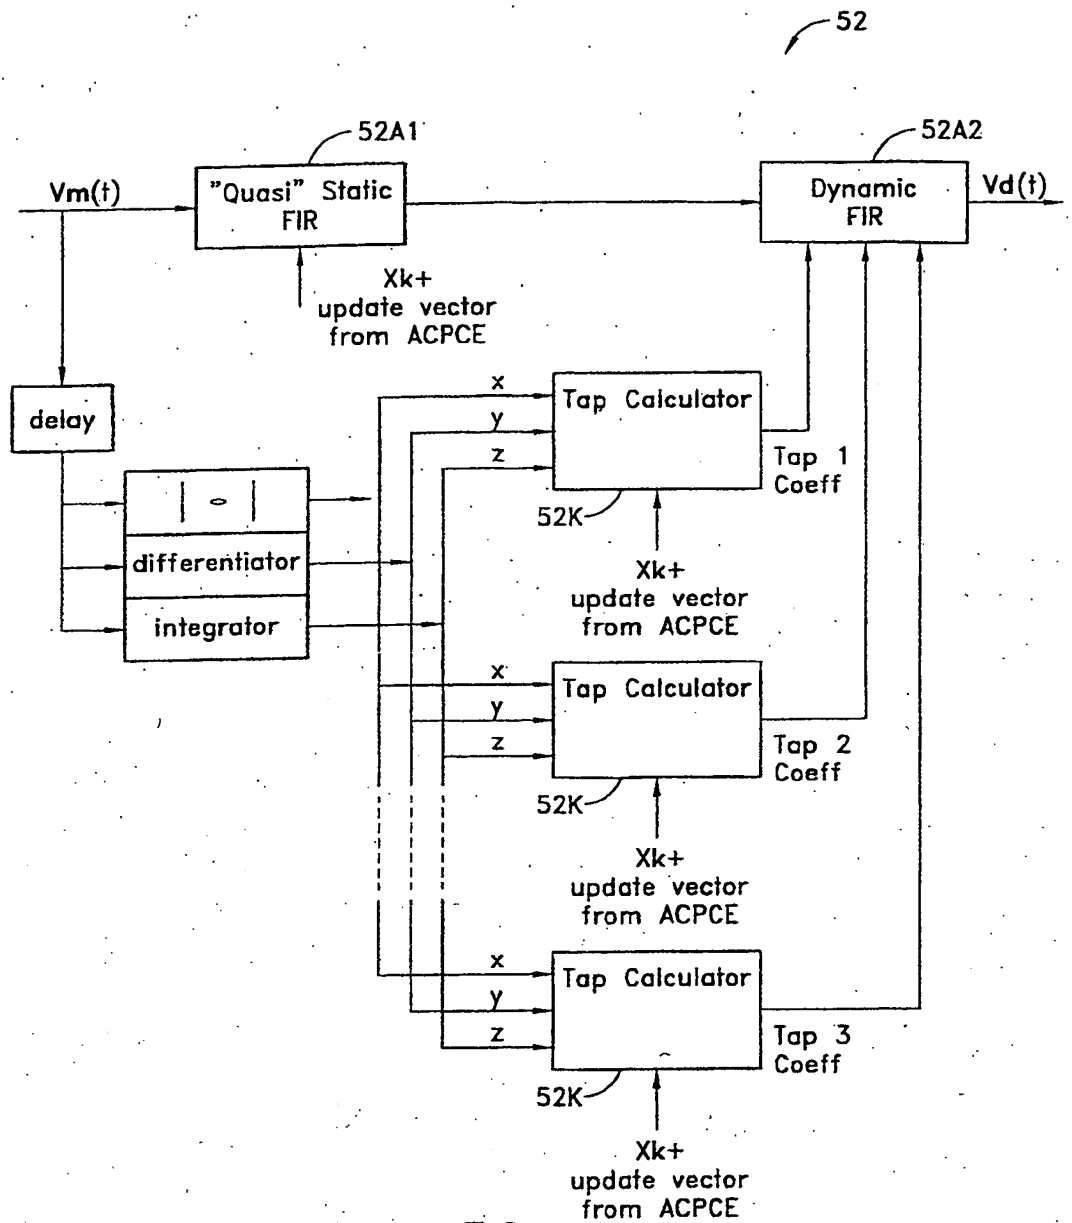 52
52A1
52A2
Vm(t)
"Quasi" Static
FIR
Dynamic
FIR
Vd(t)
Xk+
update vector
from ACPCE
delay
| o |
differentiator
integrator
x
y
z
Tap Calculator
Tap 1
Coeff
52K
Xk+
update vector
from ACPCE
x
y
z
Tap Calculator
Tap 2
Coeff
52K
Xk+
update vector
from ACPCE
x
y
z
Tap Calculator
Tap 3
Coeff
52K
Xk+
update vector
from ACPCE